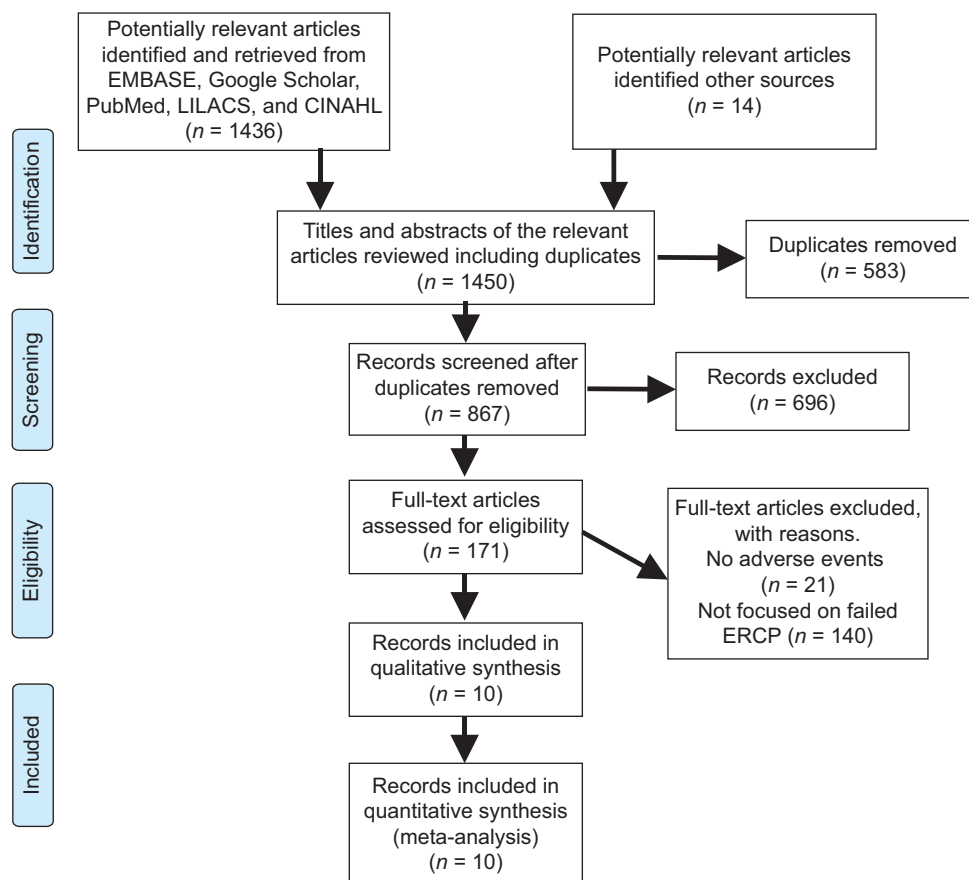 Potentially relevant articles
identified and retrieved from
EMBASE, Google Scholar,
PubMed, LILACS, and CINAHL
(n = 1436)
Potentially relevant articles
identified other sources
(n = 14)
Identification
Titles and abstracts of the relevant
articles reviewed including duplicates
(n = 1450)
Duplicates removed
(n = 583)
Screening
Records screened after
duplicates removed
(n = 867)
Records excluded
(n = 696)
Eligibility
Full-text articles
assessed for eligibility
(n = 171)
Full-text articles excluded,
with reasons.
No adverse events
(n = 21)
Not focused on failed
ERCP (n = 140)
Records included in
qualitative synthesis
(n = 10)
Included
Records included in
quantitative synthesis
(meta-analysis)
(n = 10)